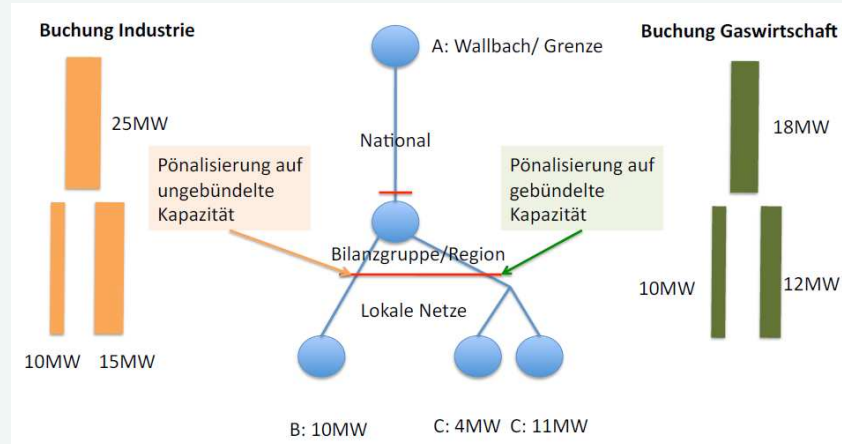 Buchung Industrie
A: Wallbach/ Grenze
Buchung Gaswirtschaft
25MW
18MW
National
Pönalisierung auf
ungebündelte
Kapazität
Pönalisierung auf
gebündelte
Kapazität
Bilanzgruppe/Region
Lokale Netze
10MW
12MW
10MW
15MW
B: 10MW
C: 4MW
C: 11MW